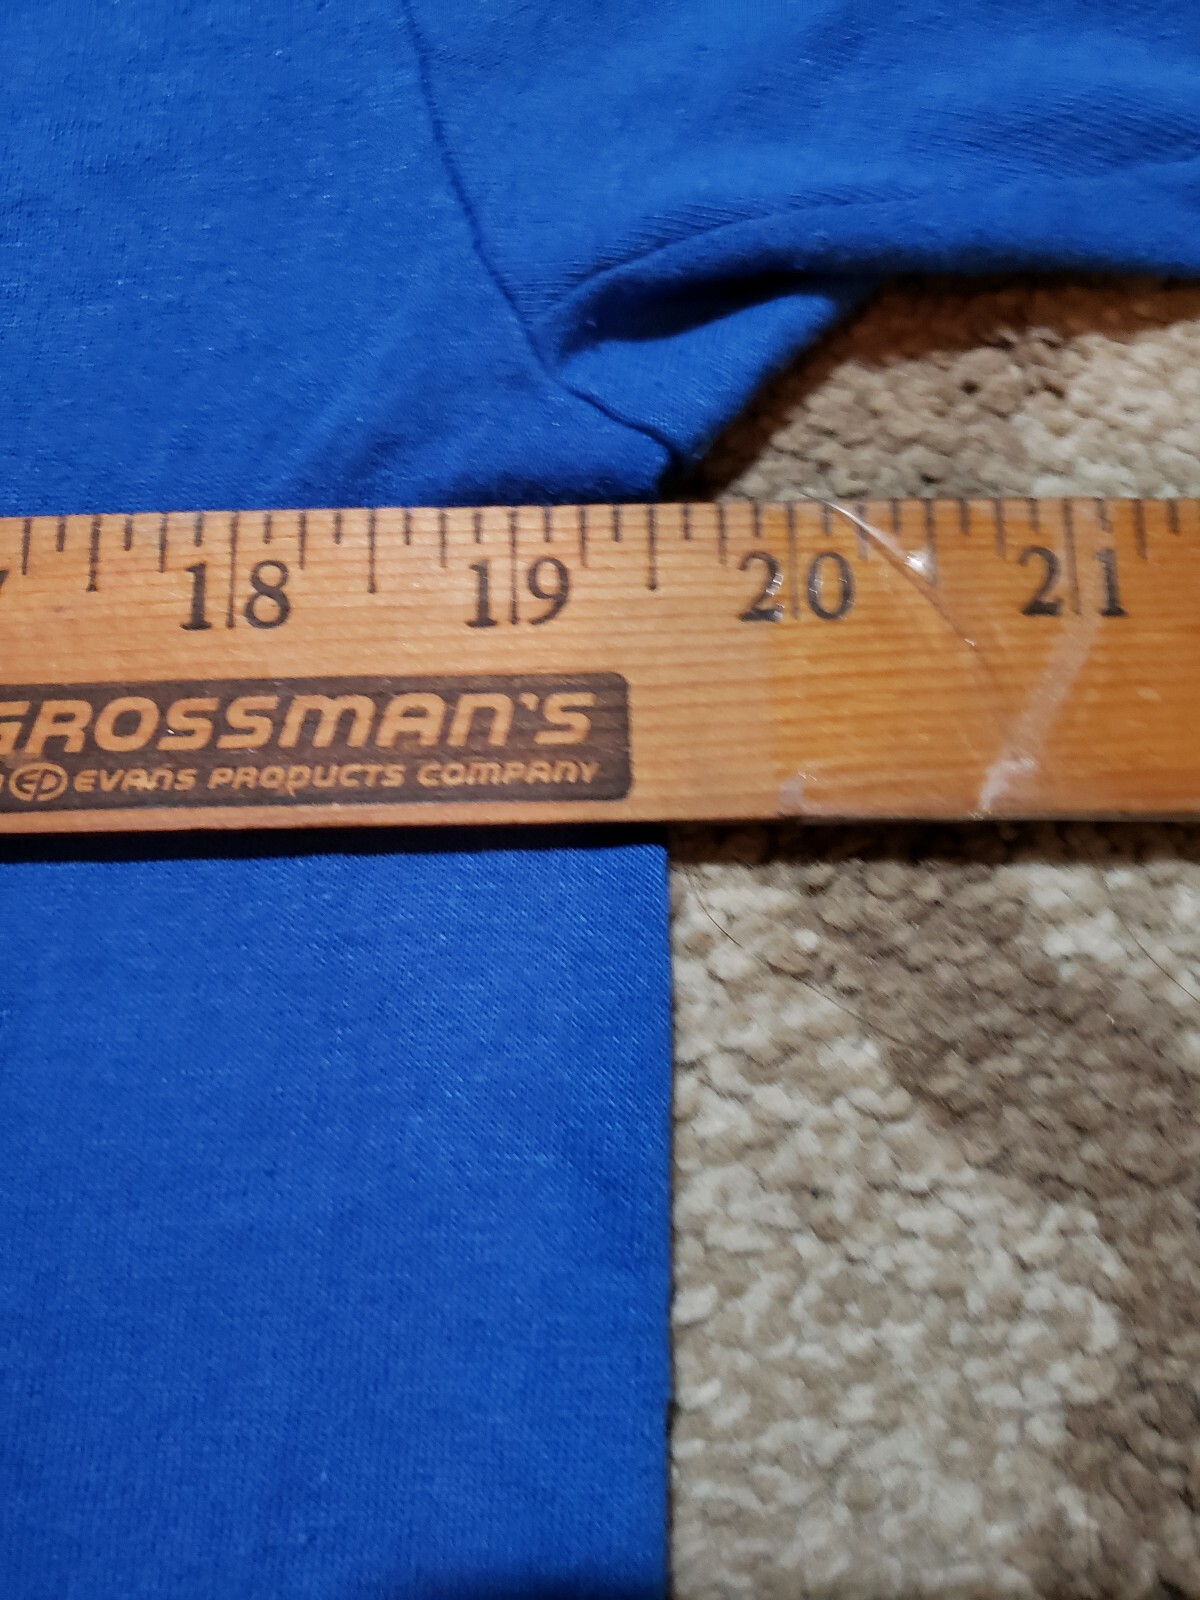 18 19 20 21
GROSSMAN'S
EVANS PRODUCTS COMPANY